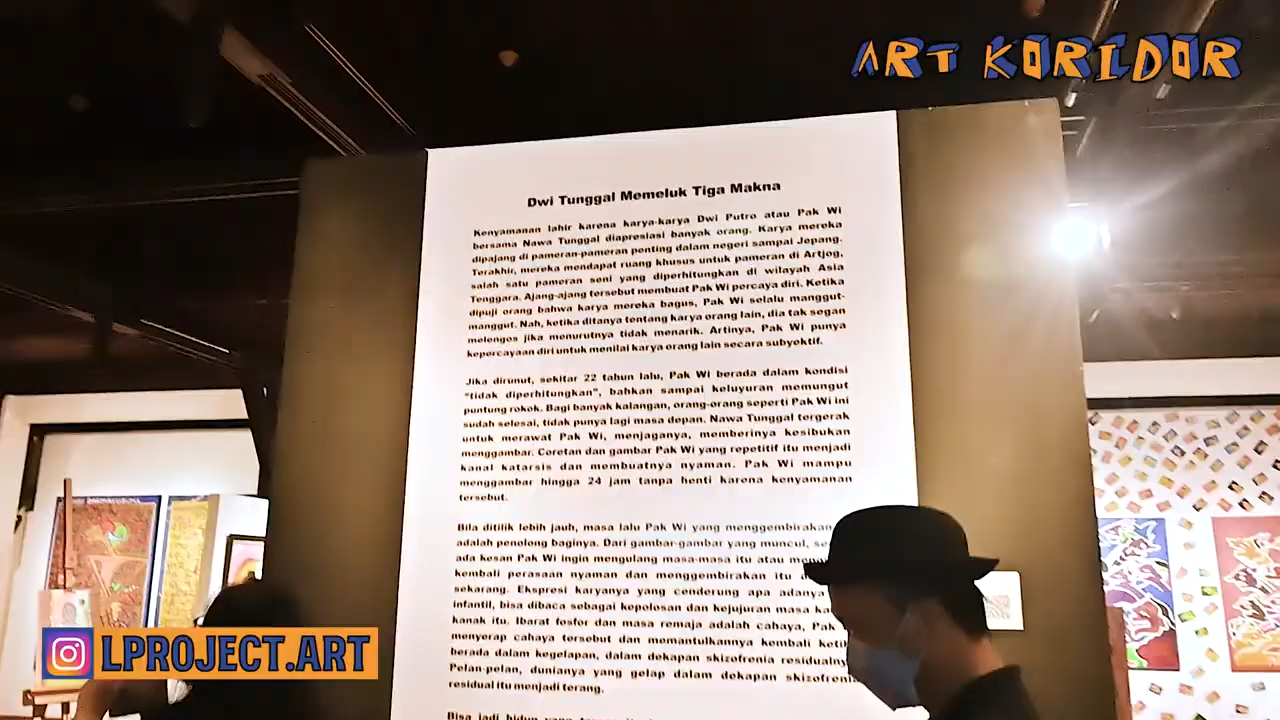 ART KORIDOR
Dwi Tunggal Memeluk Tiga Makna
Kenyamanan lahir karena karya-karya Dwi Putro atau Pak Wi
bersama Nawa Tunggal diapresiasi banyak orang. Karya mereka
dipajang di pameran-pameran penting dalam negeri sampai Jepang.
Terakhir, mereka mendapat ruang khusus untuk pameran di Artjog,
salah satu pameran seni yang diperhitungkan di wilayah Asia
Tenggara. Ajang-ajang tersebut membuat Pak Wi percaya diri. Ketika
dipuji orang bahwa karya mereka bagus, Pak Wi selalu manggut-
manggut. Nah, ketika ditanya tentang karya orang lain, dia tak segan
melengos jika menurutnya tidak menarik. Artinya, Pak Wi punya
kepercayaan diri untuk menilai karya orang lain secara subyektif.
Jika dirunut, sekitar 22 tahun lalu, Pak Wi berada dalam kondisi
"tidak diperhitungkan", bahkan sampai keluyuran memungut
puntung rokok. Bagi banyak kalangan, orang-orang seperti Pak Wi ini
sudah selesai, tidak punya lagi masa depan. Nawa Tunggal tergerak
untuk merawat Pak Wi, menjaganya, memberinya kesibukan
menggambar. Coretan dan gambar Pak Wi yang repetitif itu menjadi
kanal katarsis dan membuatnya nyaman. Pak Wi mampu
menggambar hingga 24 jam tanpa henti karena kenyamanan
tersebut.
Bila ditilik lebih jauh, masa lalu Pak Wi yang menggembirakan
adalah penolong baginya. Dari gambar-gambar yang muncul,
ada kesan Pak Wi ingin mengulang masa-masa itu atau
kembali perasaan nyaman dan menggembirakan itu
sekarang. Ekspresi karyanya yang cenderung apa adanya
infantil, bisa dibaca sebagai kepolosan dan kejujuran masa
kanak itu. Ibarat fosfor dan masa remaja adalah cahaya, Pak
menyerap cahaya tersebut dan memantulkannya kembali
berada dalam kegelapan, dalam dekapan skizofrenia
Pelan-pelan, dunianya yang gelap dalam dekapan
residual itu menjadi terang.
Bisa jadi hidup yang
LPROJECT.ART